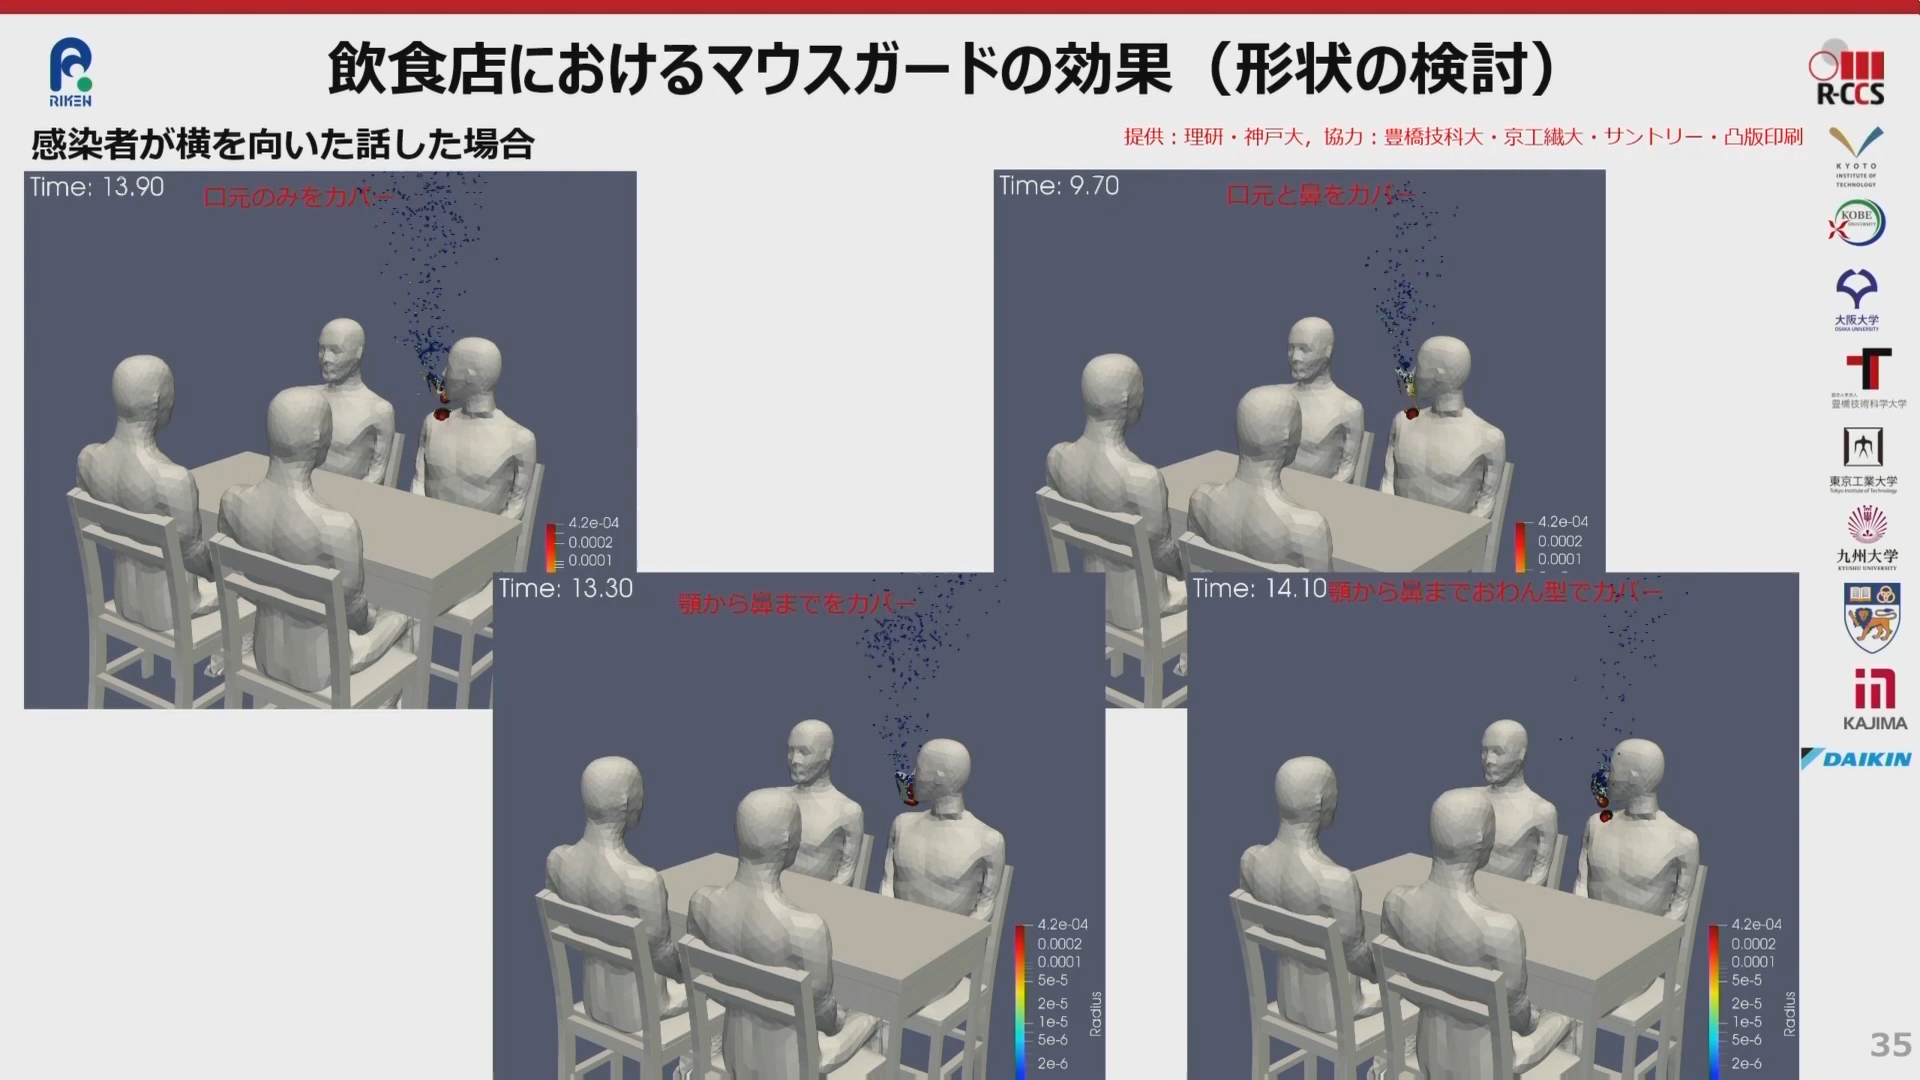 飲食店におけるマウスガードの効果（形状の検討）
RIKEN
R-CCS
感染者が横を向いた話した場合
提供：理研・神戸大，協力：豊橋技科大・京工繊大・サントリー・凸版印刷
KYOTO
INSTITUTE OF
TECHNOLOGY
KOBE
UNIVERSITY
大阪大学
OSAKA UNIVERSITY
豊橋技術科学大学
東京工業大学
Tokyo Institute of Technology
九州大学
KYUSHU UNIVERSITY
KAJIMA
DAIKIN
Time: 13.90
口元のみをカバー
4.2e-04
0.0002
0.0001
Time: 9.70
口元と鼻をカバー
4.2e-04
0.0002
0.0001
Time: 13.30
顎から鼻までをカバー
4.2e-04
0.0002
0.0001
5e-5
2e-5
1e-5
5e-6
2e-6
Radius
Time: 14.10
顎から鼻までおわん型でカバー
4.2e-04
0.0002
0.0001
5e-5
2e-5
1e-5
5e-6
2e-6
Radius
35